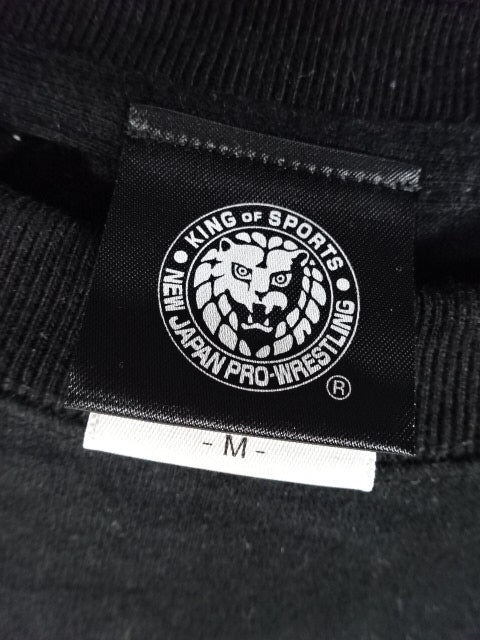 KING OF SPORTS
NEW JAPAN PRO-WRESTLING
®
- M -